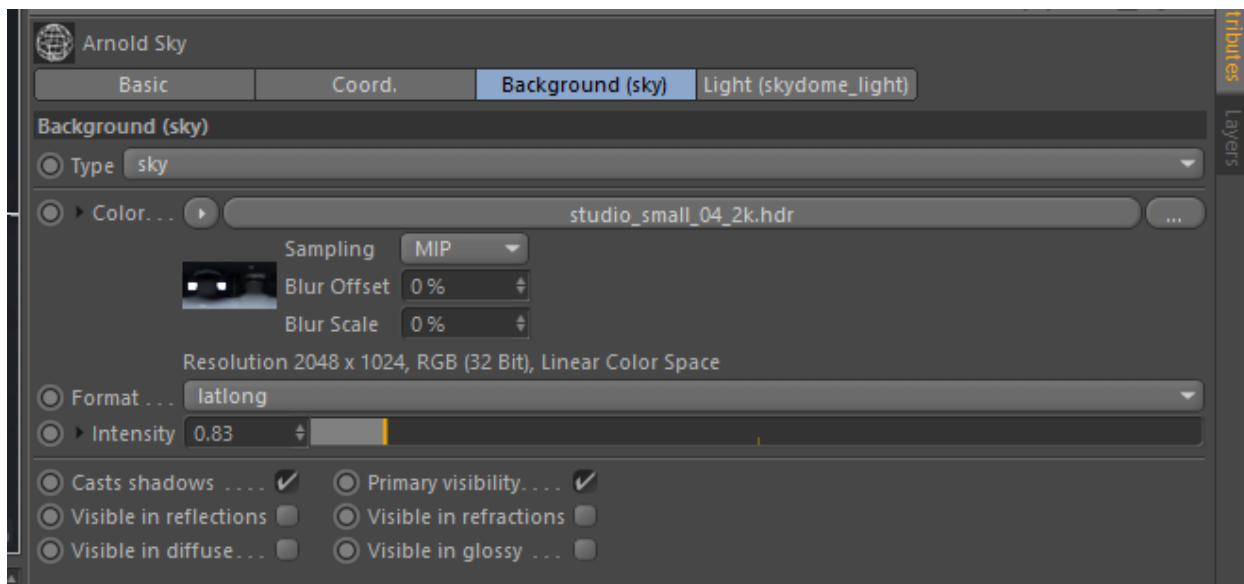 Arnold Sky
Basic Coord. Background (sky) Light (skydome_light)
Background (sky)
Type sky
Color. . . studio_small_04_2k.hdr ...
Sampling MIP
Blur Offset 0 %
Blur Scale 0 %
Resolution 2048 x 1024, RGB (32 Bit), Linear Color Space
Format . . . latlong
Intensity 0.83
Casts shadows . . . . Primary visibility. . . .
Visible in reflections Visible in refractions
Visible in diffuse. . . Visible in glossy . . .
tributes
Layers